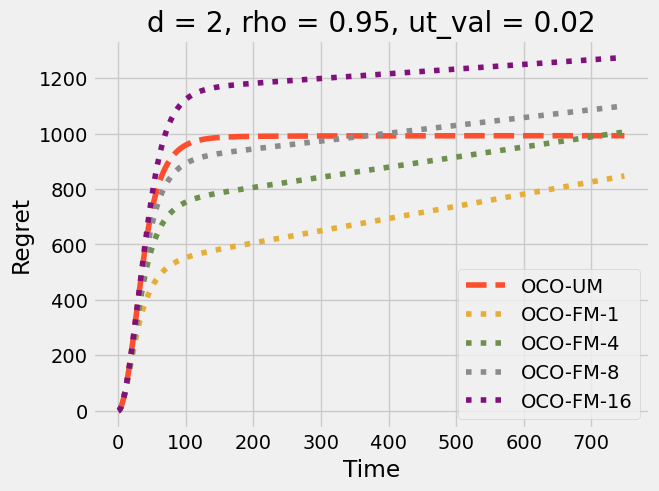 d = 2, rho = 0.95, ut_val = 0.02
Regret
1200
1000
800
600
400
200
0
0 100 200 300 400 500 600 700
Time
OCO-UM
OCO-FM-1
OCO-FM-4
OCO-FM-8
OCO-FM-16